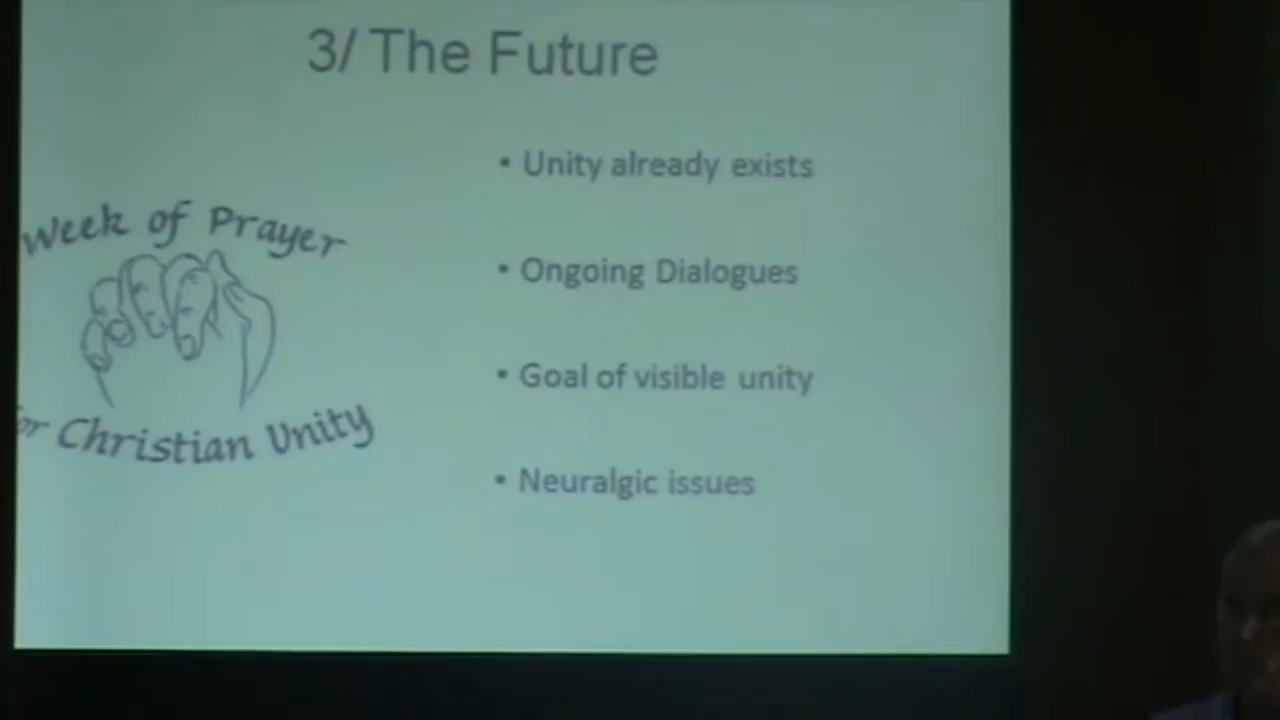 3/ The Future
• Unity already exists
• Ongoing Dialogues
• Goal of visible unity
• Neuralgic issues
Week of Prayer
for Christian Unity